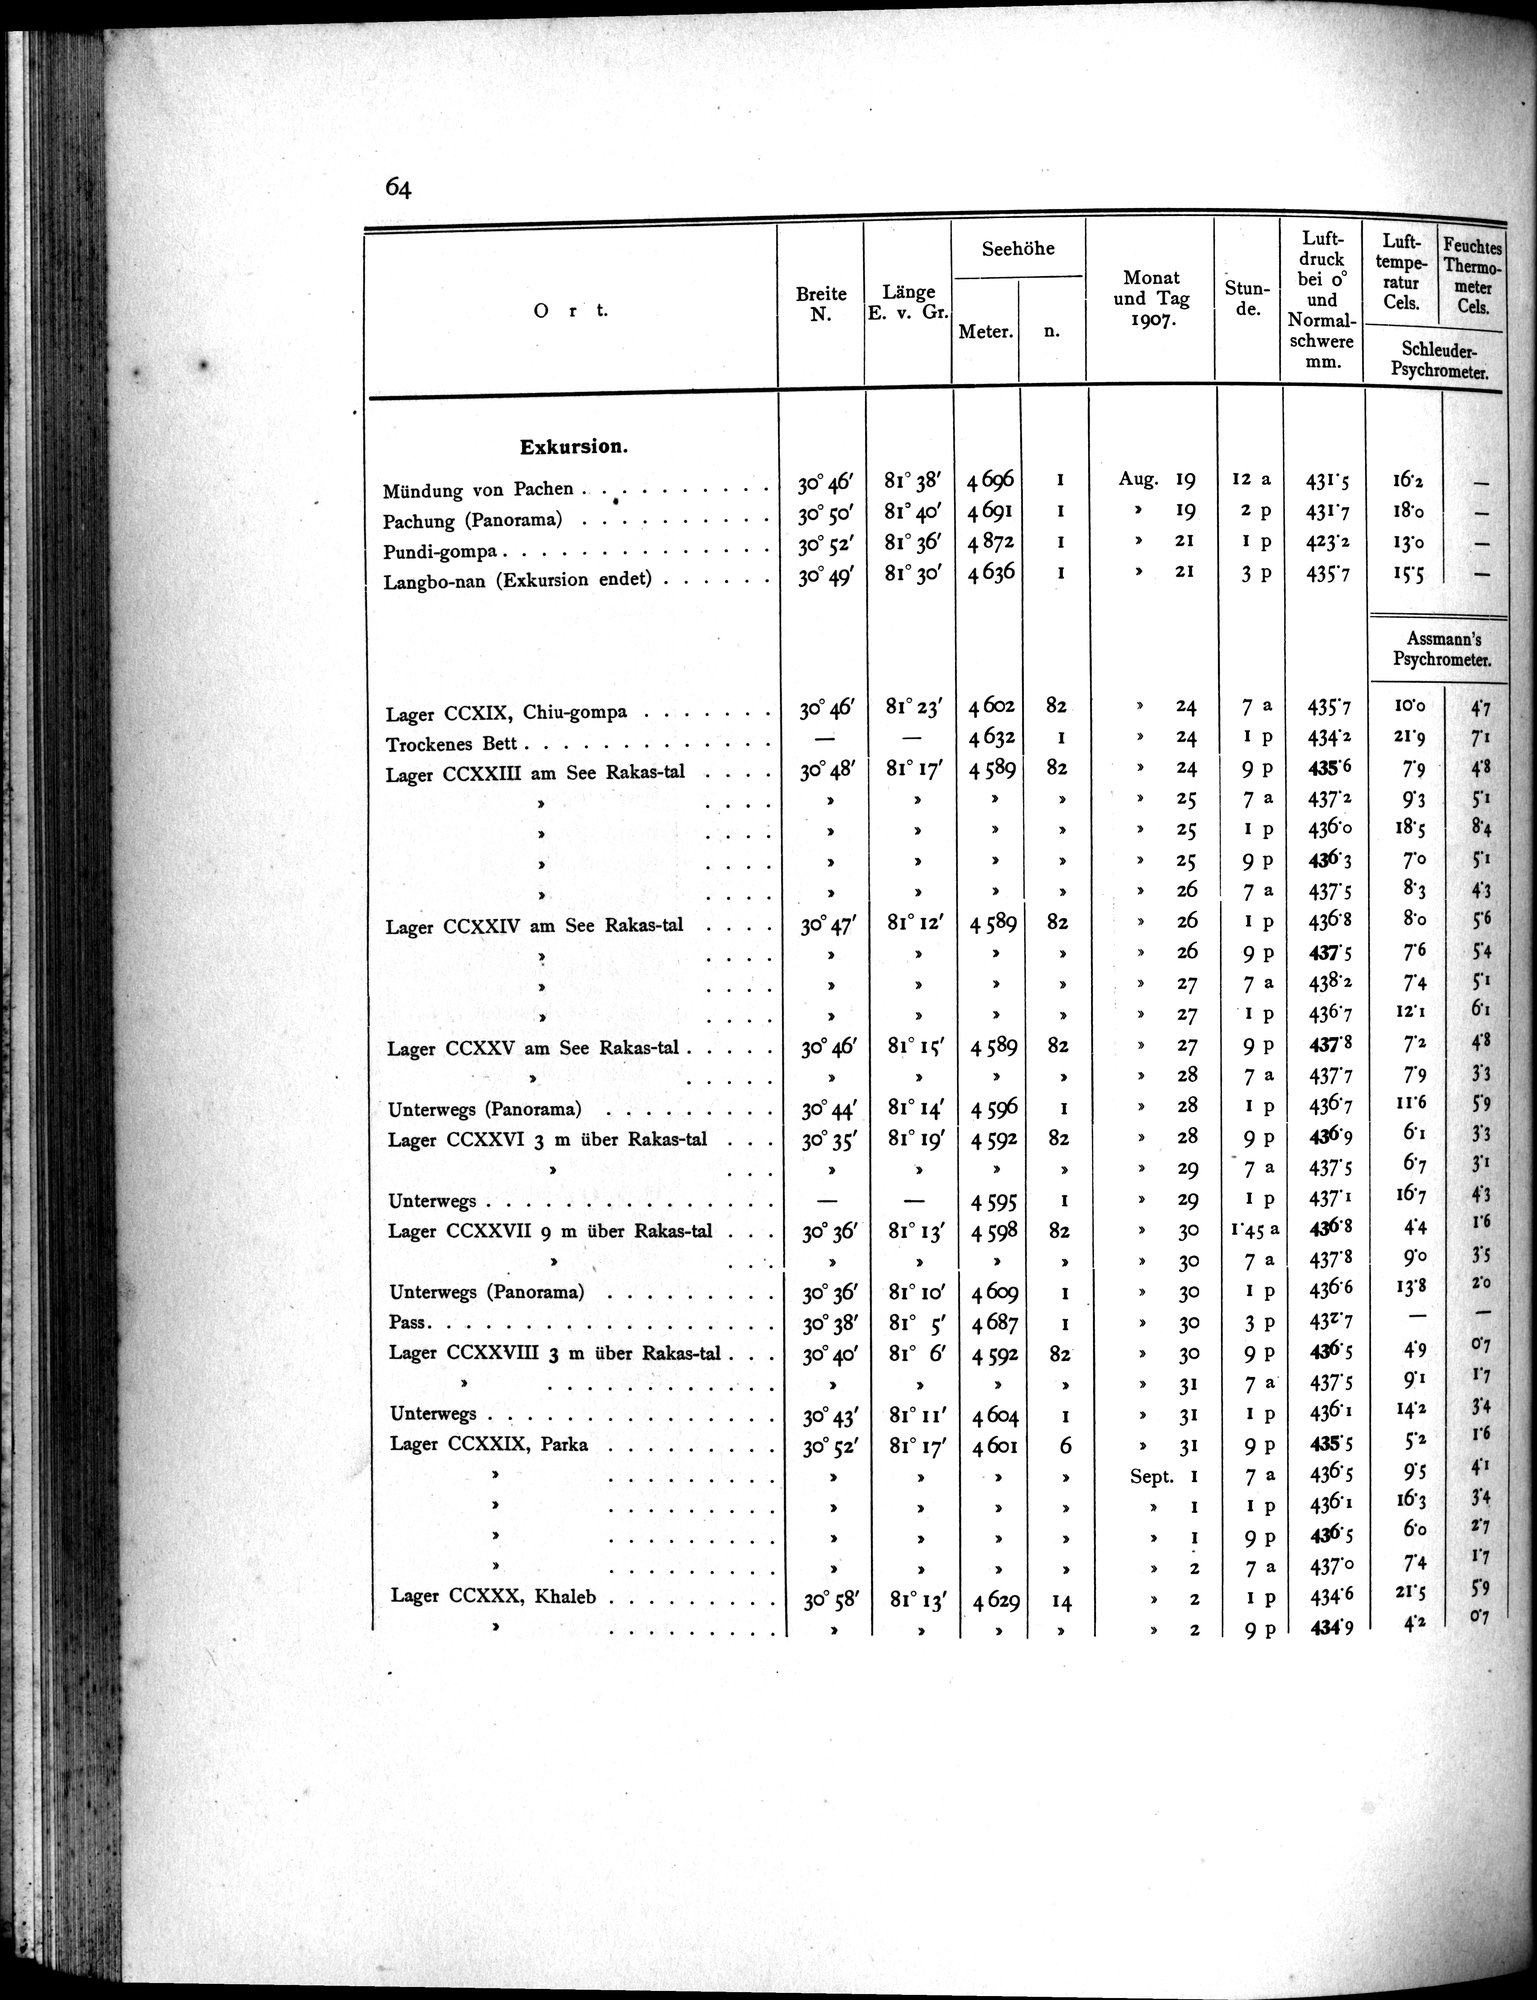 64
O r t. | Breite N. | Länge E. v. Gr. | Seehöhe Meter. | Seehöhe n. | Monat und Tag 1907. | Stun-de. | Luft-druck bei 0° und Normal-schwere mm. | Luft-tempe-ratur Cels. | Feuchtes Thermo-meter Cels.
Schleuder-Psychrometer.
Exkursion.
Mündung von Pachen . . . . . . . . . . | 30° 46′ | 81° 38′ | 4 696 | 1 | Aug. 19 | 12 a | 431·5 | 16·2 | —
Pachung (Panorama) . . . . . . . . . . | 30° 50′ | 81° 40′ | 4 691 | 1 | » 19 | 2 p | 431·7 | 18·0 | —
Pundi-gompa . . . . . . . . . . . . . . | 30° 52′ | 81° 36′ | 4 872 | 1 | » 21 | 1 p | 423·2 | 13·0 | —
Langbo-nan (Exkursion endet) . . . . . . | 30° 49′ | 81° 30′ | 4 636 | 1 | » 21 | 3 p | 435·7 | 15·5 | —
Assmann's Psychrometer.
Lager CCXIX, Chiu-gompa . . . . . . . | 30° 46′ | 81° 23′ | 4 602 | 82 | » 24 | 7 a | 435·7 | 10·0 | 4·7
Trockenes Bett . . . . . . . . . . . . . | — | — | 4 632 | 1 | » 24 | 1 p | 434·2 | 21·9 | 7·1
Lager CCXXIII am See Rakas-tal . . . . | 30° 48′ | 81° 17′ | 4 589 | 82 | » 24 | 9 p | 435·6 | 7·9 | 4·8
» . . . . | » | » | » | » | » 25 | 7 a | 437·2 | 9·3 | 5·1
» . . . . | » | » | » | » | » 25 | 1 p | 436·0 | 18·5 | 8·4
» . . . . | » | » | » | » | » 25 | 9 p | 436·3 | 7·0 | 5·1
» . . . . | » | » | » | » | » 26 | 7 a | 437·5 | 8·3 | 4·3
Lager CCXXIV am See Rakas-tal . . . . | 30° 47′ | 81° 12′ | 4 589 | 82 | » 26 | 1 p | 436·8 | 8·0 | 5·6
» . . . . | » | » | » | » | » 26 | 9 p | 437·5 | 7·6 | 5·4
» . . . . | » | » | » | » | » 27 | 7 a | 438·2 | 7·4 | 5·1
» . . . . | » | » | » | » | » 27 | 1 p | 436·7 | 12·1 | 6·1
Lager CCXXV am See Rakas-tal . . . . . | 30° 46′ | 81° 15′ | 4 589 | 82 | » 27 | 9 p | 437·8 | 7·2 | 4·8
» . . . . . | » | » | » | » | » 28 | 7 a | 437·7 | 7·9 | 3·3
Unterwegs (Panorama) . . . . . . . . . | 30° 44′ | 81° 14′ | 4 596 | 1 | » 28 | 1 p | 436·7 | 11·6 | 5·9
Lager CCXXVI 3 m über Rakas-tal . . . | 30° 35′ | 81° 19′ | 4 592 | 82 | » 28 | 9 p | 436·9 | 6·1 | 3·3
» . . . | » | » | » | » | » 29 | 7 a | 437·5 | 6·7 | 3·1
Unterwegs . . . . . . . . . . . . . . . | — | — | 4 595 | 1 | » 29 | 1 p | 437·1 | 16·7 | 4·3
Lager CCXXVII 9 m über Rakas-tal . . . | 30° 36′ | 81° 13′ | 4 598 | 82 | » 30 | 1·45 a | 436·8 | 4·4 | 1·6
» . . . | » | » | » | » | » 30 | 7 a | 437·8 | 9·0 | 3·5
Unterwegs (Panorama) . . . . . . . . . | 30° 36′ | 81° 10′ | 4 609 | 1 | » 30 | 1 p | 436·6 | 13·8 | 2·0
Pass. . . . . . . . . . . . . . . . . . | 30° 38′ | 81° 5′ | 4 687 | 1 | » 30 | 3 p | 432·7 | — | —
Lager CCXXVIII 3 m über Rakas-tal . . . | 30° 40′ | 81° 6′ | 4 592 | 82 | » 30 | 9 p | 436·5 | 4·9 | 0·7
» . . . . . . . . . . . . | » | » | » | » | » 31 | 7 a | 437·5 | 9·1 | 1·7
Unterwegs . . . . . . . . . . . . . . . | 30° 43′ | 81° 11′ | 4 604 | 1 | » 31 | 1 p | 436·1 | 14·2 | 3·4
Lager CCXXIX, Parka . . . . . . . . . | 30° 52′ | 81° 17′ | 4 601 | 6 | » 31 | 9 p | 435·5 | 5·2 | 1·6
» . . . . . . . . . | » | » | » | » | Sept. 1 | 7 a | 436·5 | 9·5 | 4·1
» . . . . . . . . . | » | » | » | » | » 1 | 1 p | 436·1 | 16·3 | 3·4
» . . . . . . . . . | » | » | » | » | » 1 | 9 p | 436·5 | 6·0 | 2·7
» . . . . . . . . . | » | » | » | » | » 2 | 7 a | 437·0 | 7·4 | 1·7
Lager CCXXX, Khaleb . . . . . . . . . | 30° 58′ | 81° 13′ | 4 629 | 14 | » 2 | 1 p | 434·6 | 21·5 | 5·9
» . . . . . . . . . | » | » | » | » | » 2 | 9 p | 434·9 | 4·2 | 0·7